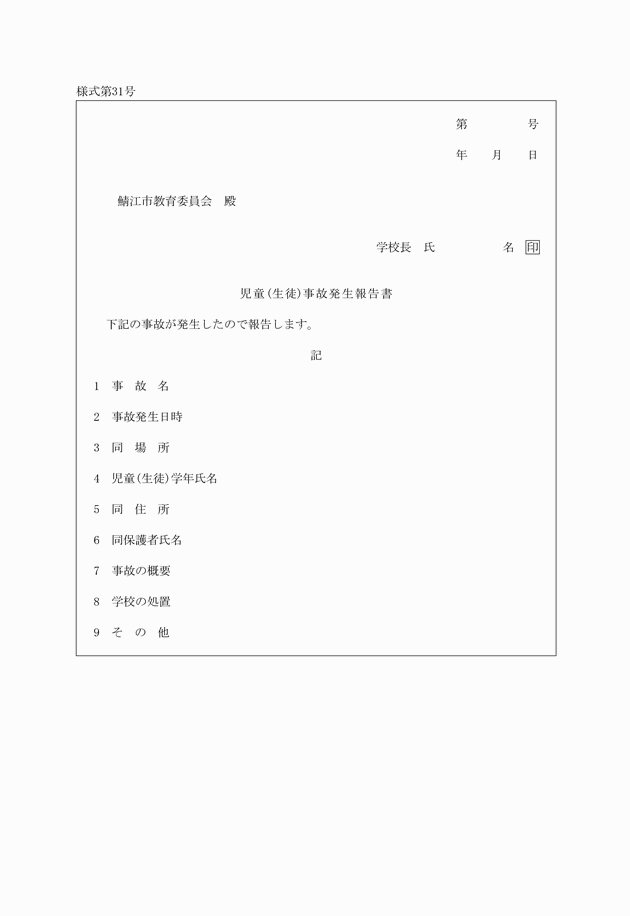 様式第31号
第　　　　　号
年　　月　　日
鯖江市教育委員会　殿
学校長　氏　　　　　　名　印
児童(生徒)事故発生報告書
下記の事故が発生したので報告します。
記
1　事　故　名
2　事故発生日時
3　同　場　所
4　児童(生徒)学年氏名
5　同　住　所
6　同保護者氏名
7　事故の概要
8　学校の処置
9　そ　の　他